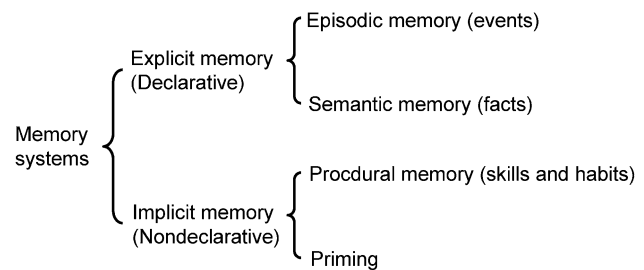 Memory
systems
Explicit memory
(Declarative)
Episodic memory (events)
Semantic memory (facts)
Implicit memory
(Nondeclarative)
Procdural memory (skills and habits)
Priming